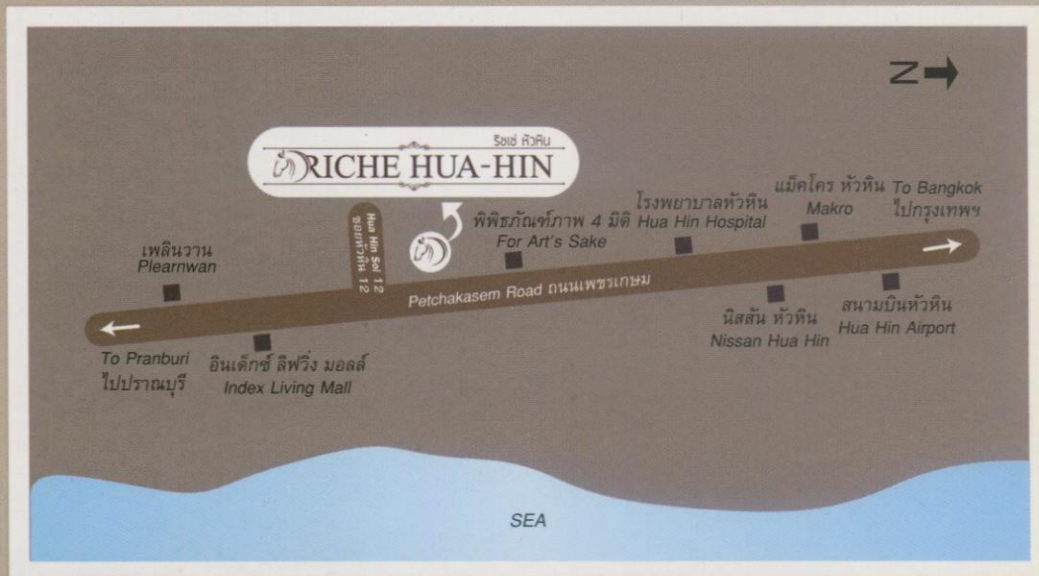 N
ริชเช่ หัวหิน
RICHE HUA-HIN
Hua Hin Soi 12
ซอยหัวหิน 12
พิพิธภัณฑ์ภาพ 4 มิติ
For Art's Sake
โรงพยาบาลหัวหิน
Hua Hin Hospital
แม็คโคร หัวหิน
Makro
To Bangkok
ไปกรุงเทพฯ
เพลินวาน
Plearnwan
Petchakasem Road ถนนเพชรเกษม
To Pranburi
ไปปราณบุรี
อินเด็กซ์ ลิฟวิ่ง มอลล์
Index Living Mall
นิสสัน หัวหิน
Nissan Hua Hin
สนามบินหัวหิน
Hua Hin Airport
SEA